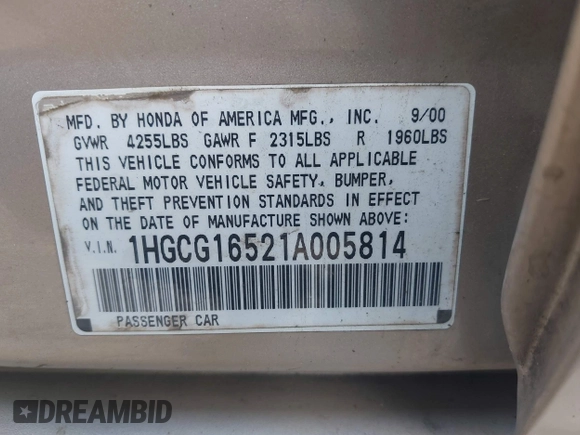 MFD. BY HONDA OF AMERICA MFG., INC. 9/00
GVWR 4255LBS GAWR F 2315LBS R 1960LBS
THIS VEHICLE CONFORMS TO ALL APPLICABLE
FEDERAL MOTOR VEHICLE SAFETY, BUMPER,
AND THEFT PREVENTION STANDARDS IN EFFECT
ON THE DATE OF MANUFACTURE SHOWN ABOVE:
V.I.N. 1HGCG16521A005814
PASSENGER CAR
DREAMBID